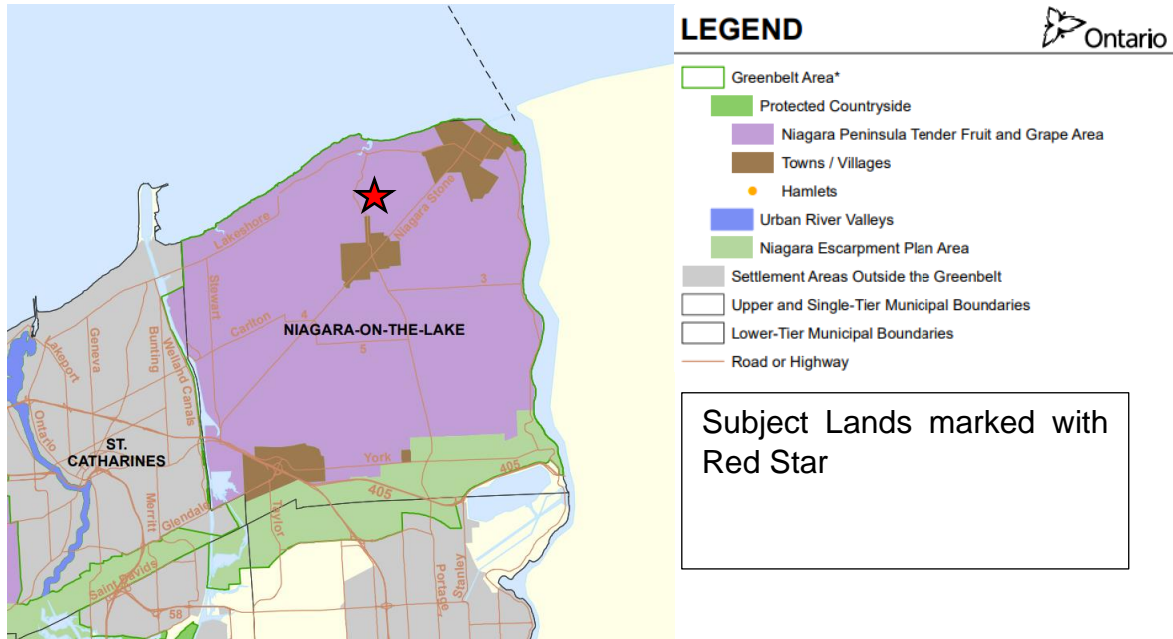 LEGEND
Ontario
Greenbelt Area*
Protected Countryside
Niagara Peninsula Tender Fruit and Grape Area
Towns / Villages
Hamlets
Urban River Valleys
Niagara Escarpment Plan Area
Settlement Areas Outside the Greenbelt
Upper and Single-Tier Municipal Boundaries
Lower-Tier Municipal Boundaries
Road or Highway
Subject Lands marked with
Red Star
Lakeshore
Niagara Stone
Stewart
Carlton
4
3
5
NIAGARA-ON-THE-LAKE
Lakeport
Geneva
Bunting
Welland Canals
Ontario
ST.
CATHARINES
Merritt
Glendale
York
405
405
Taylor
Saint Davids
58
Portage
Stanley